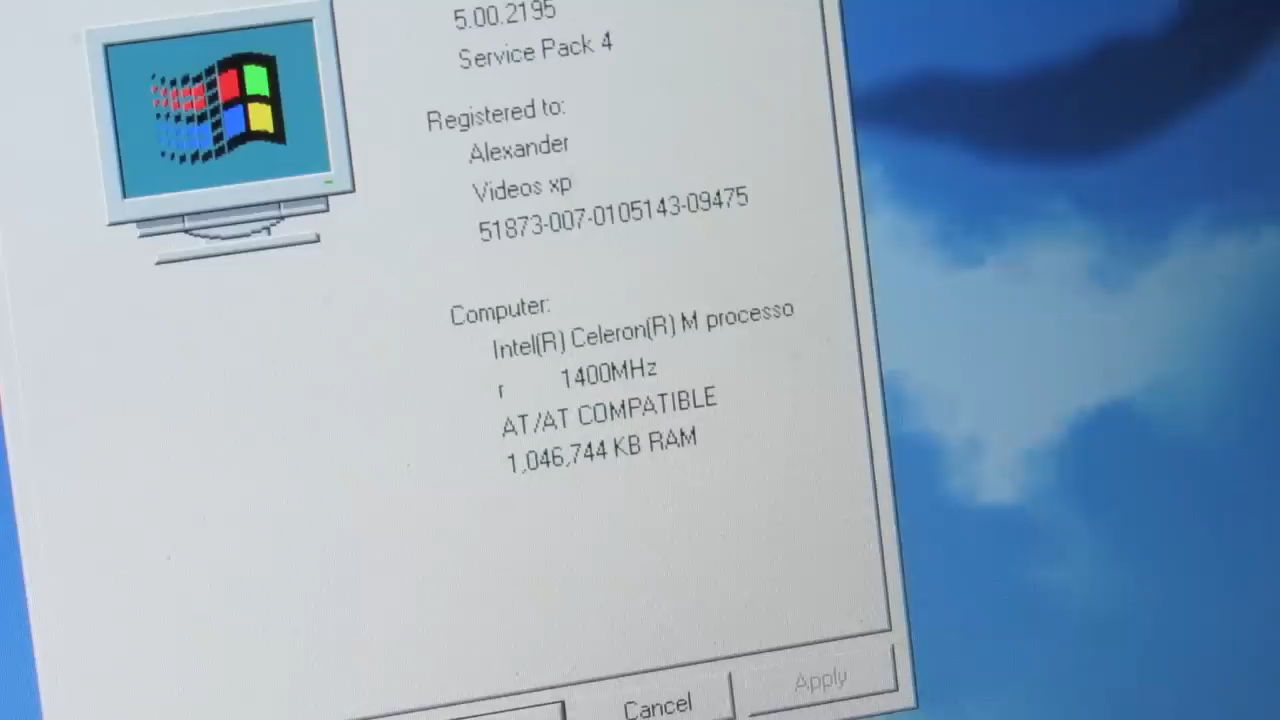 5.00.2195
Service Pack 4
Registered to:
Alexander
Videos xp
51873-007-0105143-09475
Computer:
Intel(R) Celeron(R) M processo
r 1400MHz
AT/AT COMPATIBLE
1,046,744 KB RAM
Cancel
Apply